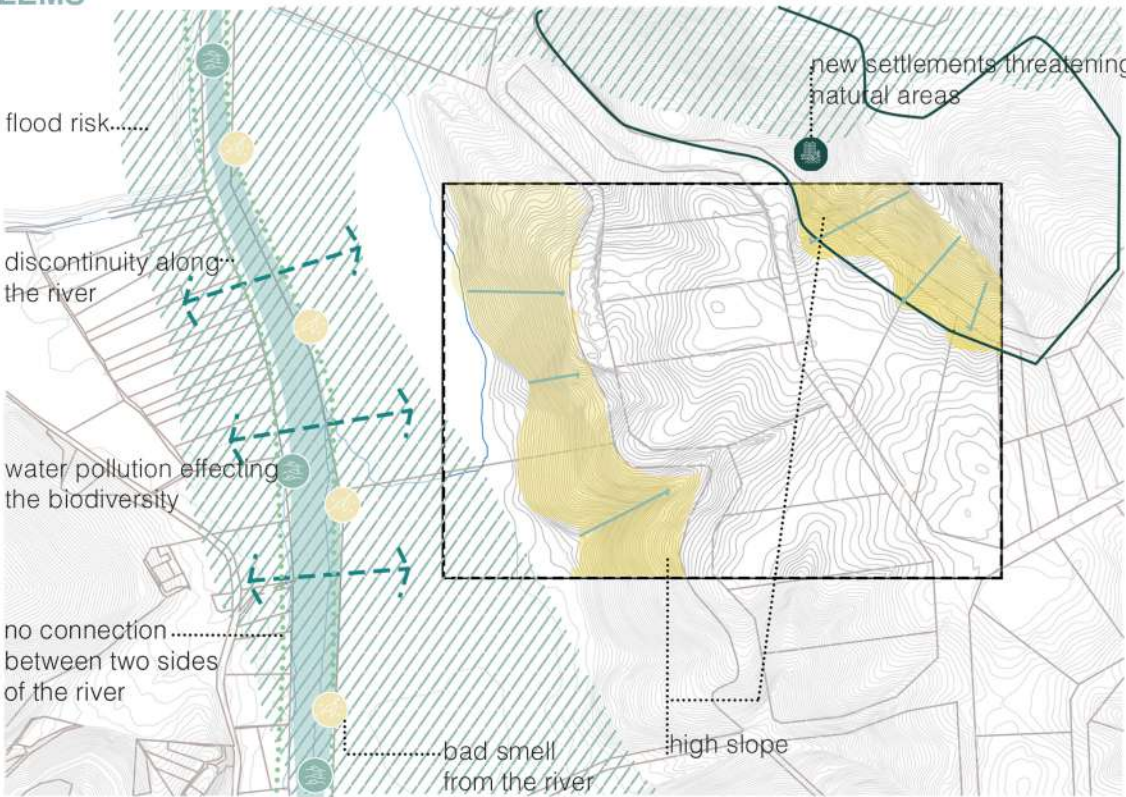 LEMS
new settlements threatening
natural areas
flood risk
discontinuity along
the river
water pollution effecting
the biodiversity
no connection
between two sides
of the river
bad smell
from the river
high slope